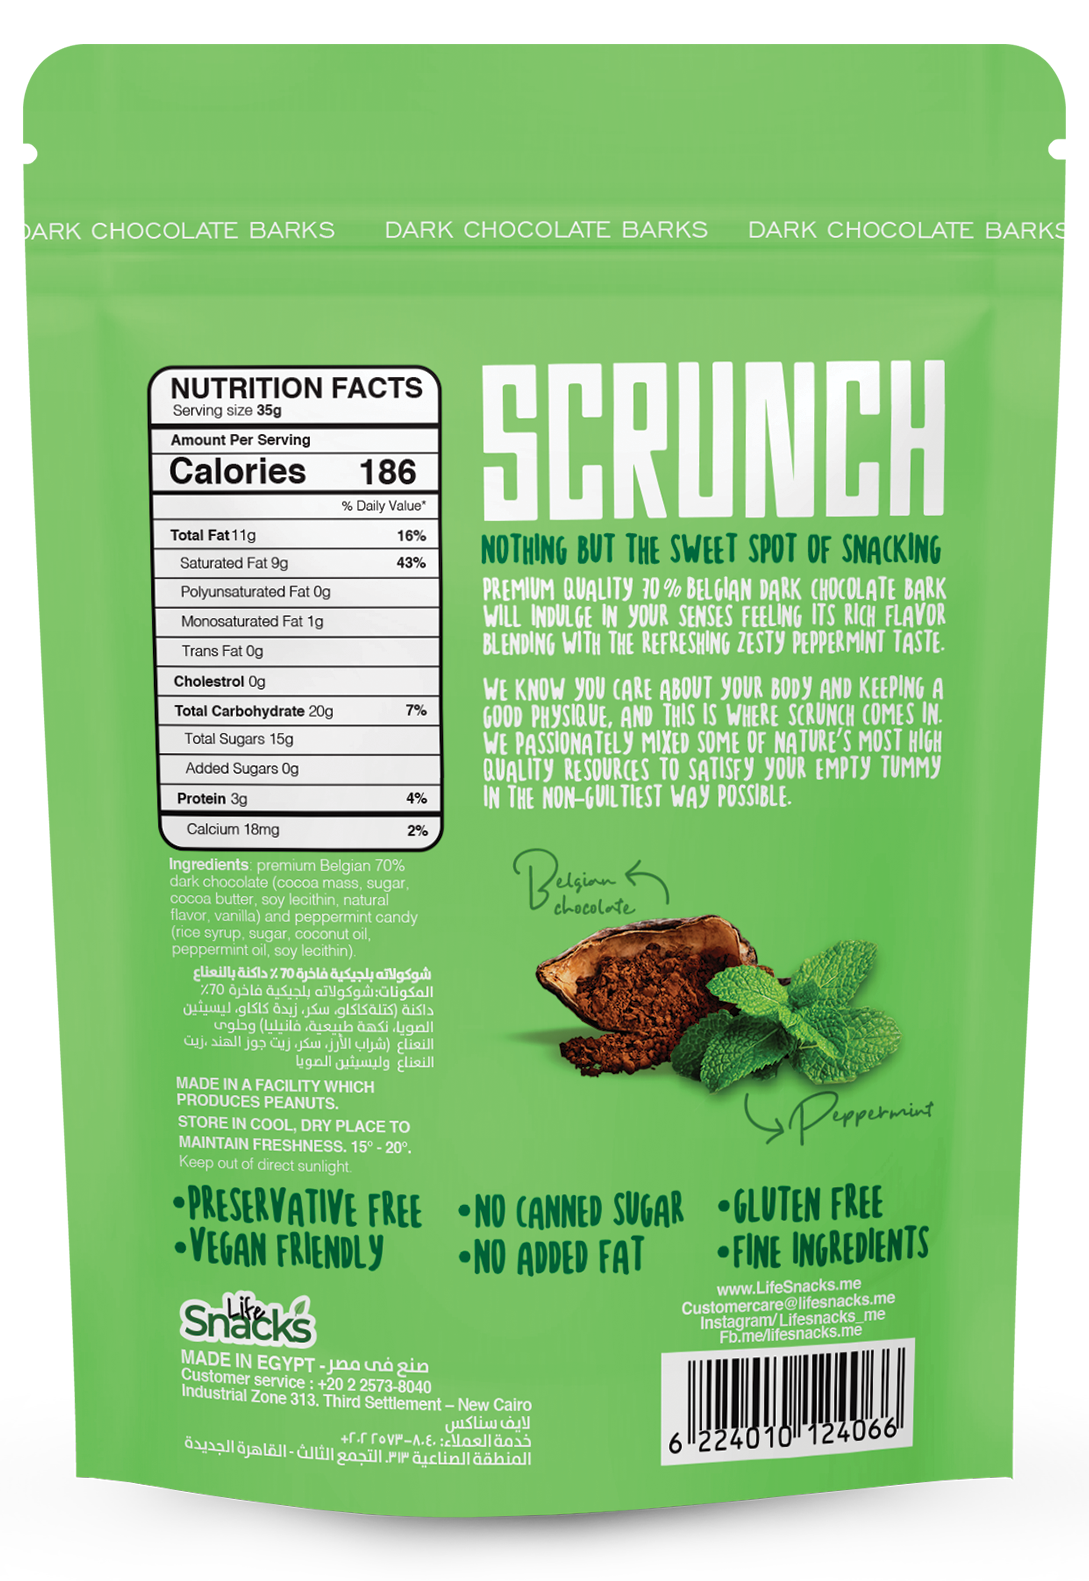 DARK CHOCOLATE BARKS DARK CHOCOLATE BARKS DARK CHOCOLATE BARKS
NUTRITION FACTS
Serving size 35g
Amount Per Serving
Calories 186
% Daily Value*
Total Fat 11g 16%
Saturated Fat 9g 43%
Polyunsaturated Fat 0g
Monosaturated Fat 1g
Trans Fat 0g
Cholestrol 0g
Total Carbohydrate 20g 7%
Total Sugars 15g
Added Sugars 0g
Protein 3g 4%
Calcium 18mg 2%
Ingredients: premium Belgian 70%
dark chocolate (cocoa mass, sugar,
cocoa butter, soy lecithin, natural
flavor, vanilla) and peppermint candy
(rice syrup, sugar, coconut oil,
peppermint oil, soy lecithin).
شوكولاته بلجيكية فاخرة 70٪ داكنة بالنعناع
المكونات:شوكولاته بلجيكية فاخرة 70٪
داكنة (كتلةكاكاو، سكر، زبدة كاكاو، ليسيثين
الصويا، نكهة طبيعية، فانيليا) وحلوى
النعناع (شراب الأرز، سكر، زيت جوز الهند ،زيت
النعناع وليسيثين الصويا
MADE IN A FACILITY WHICH
PRODUCES PEANUTS.
STORE IN COOL, DRY PLACE TO
MAINTAIN FRESHNESS. 15° - 20°.
Keep out of direct sunlight.
SCRUNCH
NOTHING BUT THE SWEET SPOT OF SNACKING
PREMIUM QUALITY 70% BELGIAN DARK CHOCOLATE BARK
WILL INDULGE IN YOUR SENSES FEELING ITS RICH FLAVOR
BLENDING WITH THE REFRESHING ZESTY PEPPERMINT TASTE.
WE KNOW YOU CARE ABOUT YOUR BODY AND KEEPING A
GOOD PHYSIQUE, AND THIS IS WHERE SCRUNCH COMES IN.
WE PASSIONATELY MIXED SOME OF NATURE'S MOST HIGH
QUALITY RESOURCES TO SATISFY YOUR EMPTY TUMMY
IN THE NON-GUILTIEST WAY POSSIBLE.
Belgian
chocolate
Peppermint
•PRESERVATIVE FREE •NO CANNED SUGAR •GLUTEN FREE
•VEGAN FRIENDLY •NO ADDED FAT •FINE INGREDIENTS
Life
Snacks
MADE IN EGYPT - صنع فى مصر
Customer service : +20 2 2573-8040
Industrial Zone 313. Third Settlement – New Cairo
لايف سناكس
خدمة العملاء: ٨٠٤٠-٢٥٧٣ ٢٠٢+
المنطقة الصناعية ٣١٣. التجمع الثالث - القاهرة الجديدة
www.LifeSnacks.me
Customercare@lifesnacks.me
Instagram/Lifesnacks_me
Fb.me/lifesnacks.me
6 224010 124066